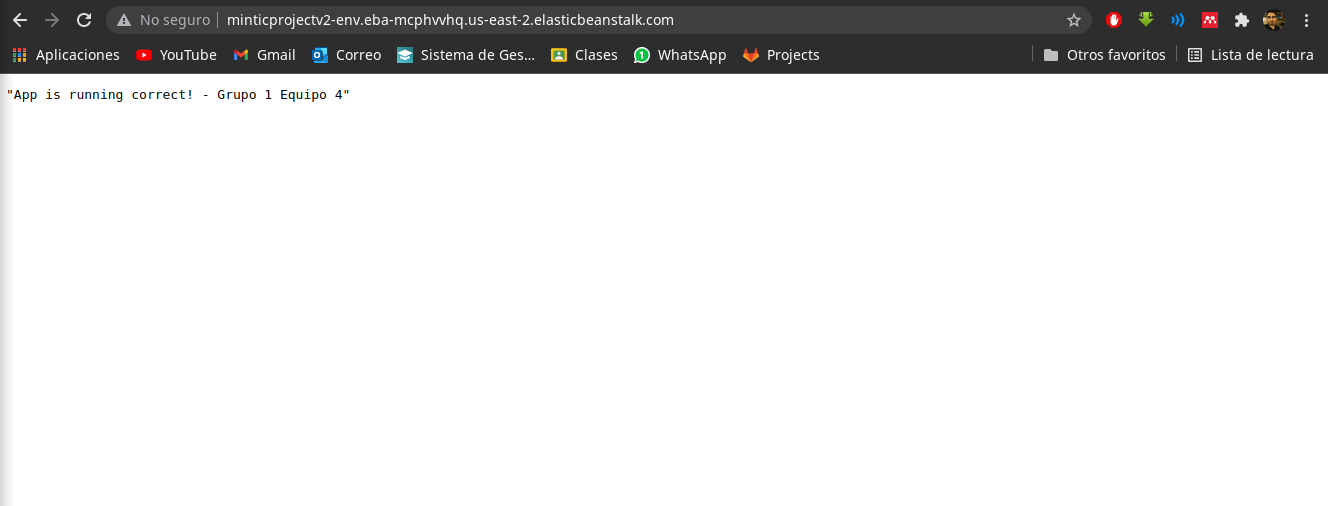 No seguro minticprojectv2-env.eba-mcphvvhq.us-east-2.elasticbeanstalk.com
Aplicaciones YouTube Gmail Correo Sistema de Ges... Clases 1 WhatsApp Projects Otros favoritos Lista de lectura
"App is running correct! - Grupo 1 Equipo 4"